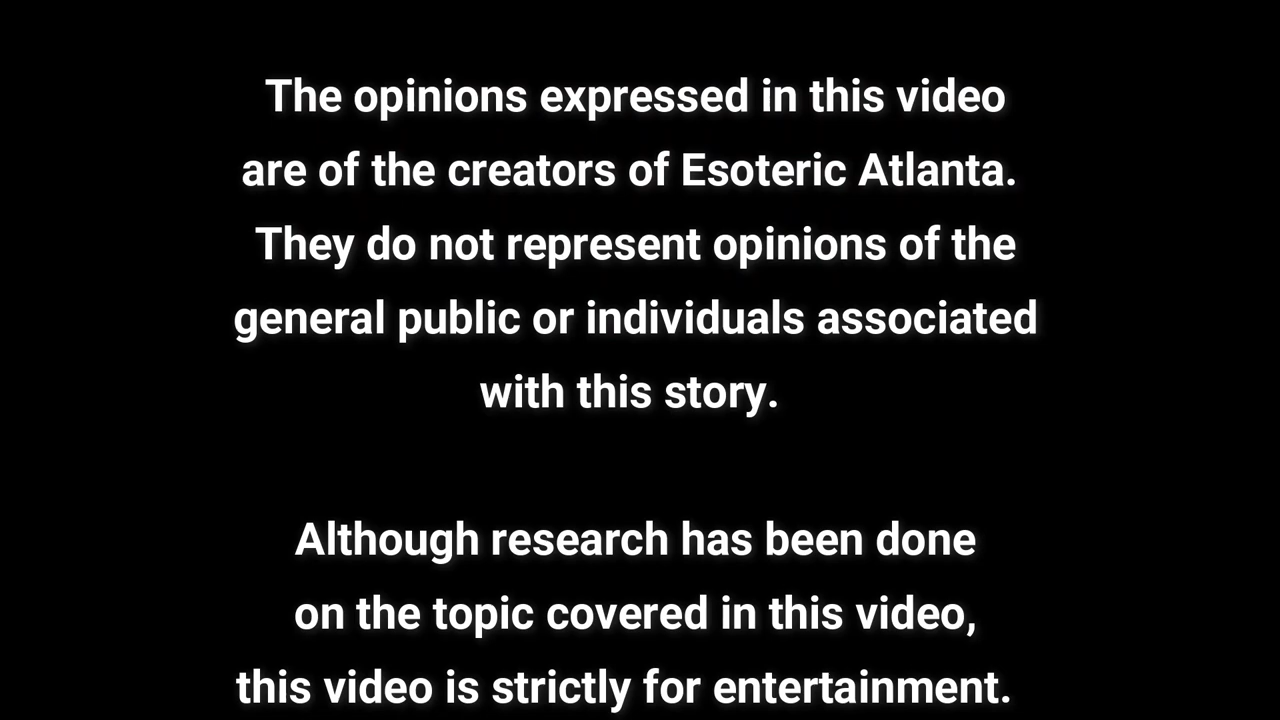 The opinions expressed in this video
are of the creators of Esoteric Atlanta.
They do not represent opinions of the
general public or individuals associated
with this story.
Although research has been done
on the topic covered in this video,
this video is strictly for entertainment.